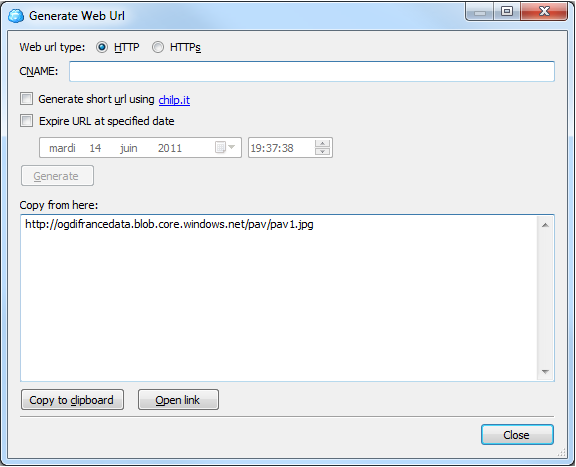 Generate Web Url
Web url type: HTTP HTTPs
CNAME:
Generate short url using chilp.it
Expire URL at specified date
mardi 14 juin 2011 19:37:38
Generate
Copy from here:
http://ogdifrancedata.blob.core.windows.net/pav/pav1.jpg
Copy to clipboard Open link
Close